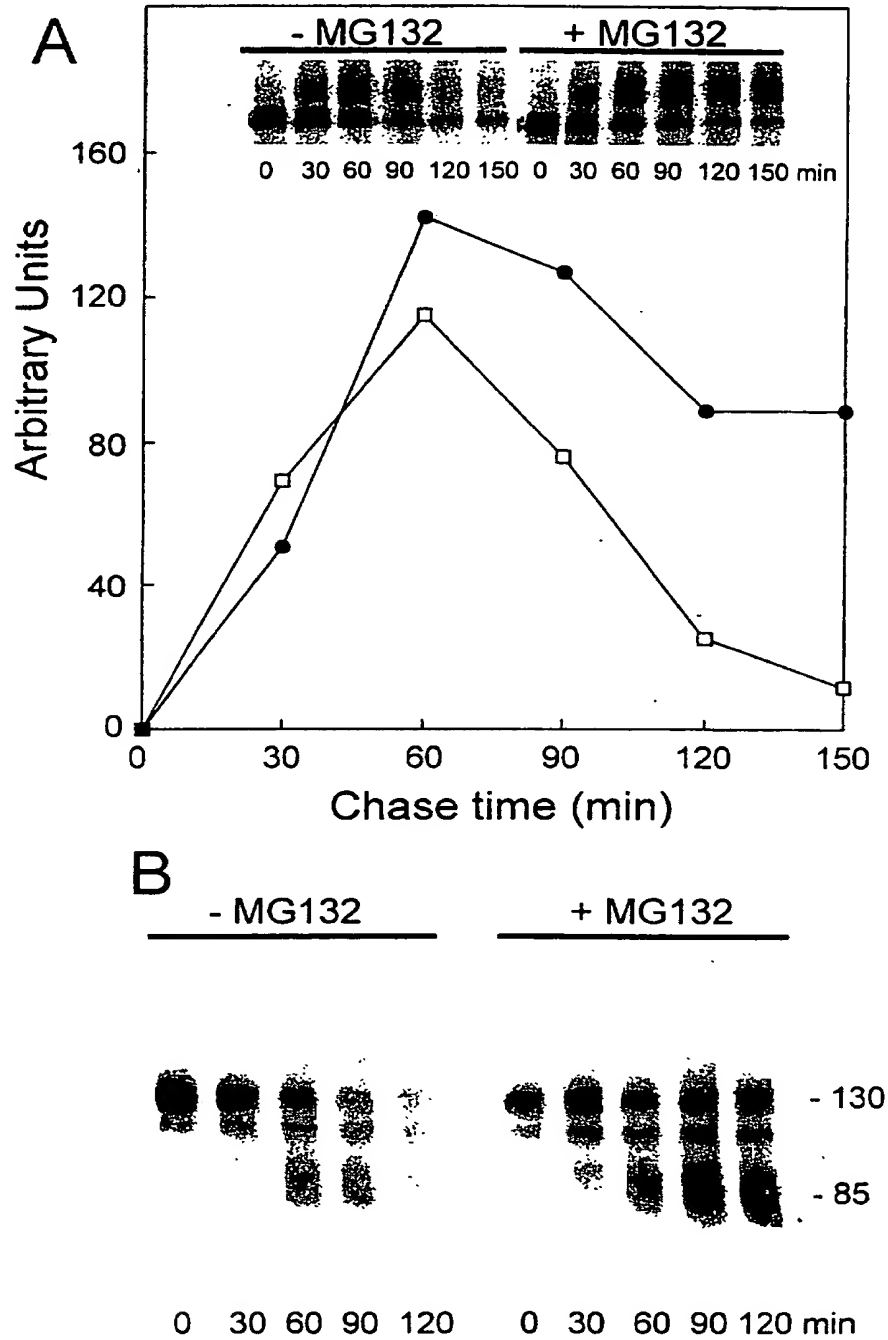 A
- MG132 + MG132
0 30 60 90 120 150 0 30 60 90 120 150 min
160
120
80
40
0
Arbitrary Units
0 30 60 90 120 150
Chase time (min)
B
- MG132 + MG132
- 130
- 85
0 30 60 90 120 0 30 60 90 120 min